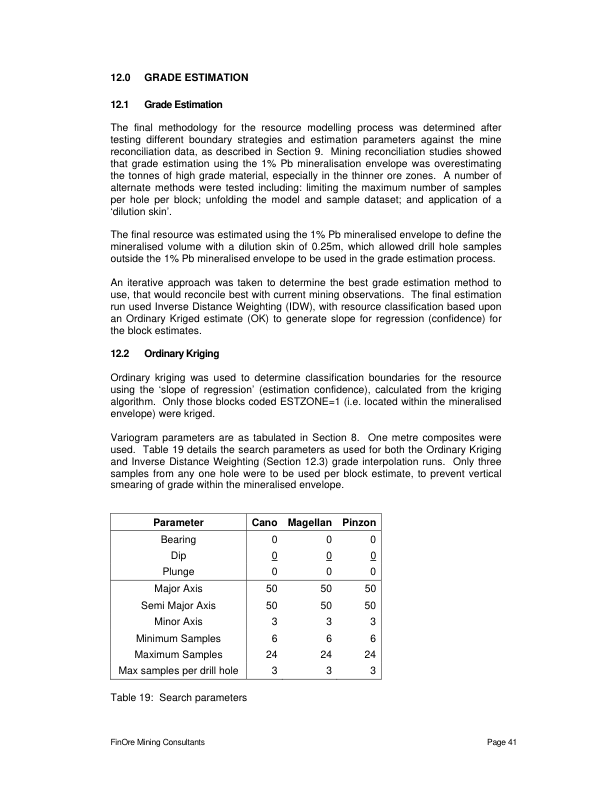 12.0 GRADE ESTIMATION
12.1 Grade Estimation
The final methodology for the resource modelling process was determined after
testing different boundary strategies and estimation parameters against the mine
reconciliation data, as described in Section 9. Mining reconciliation studies showed
that grade estimation using the 1% Pb mineralisation envelope was overestimating
the tonnes of high grade material, especially in the thinner ore zones. A number of
alternate methods were tested including: limiting the maximum number of samples
per hole per block; unfolding the model and sample dataset; and application of a
‘dilution skin’.
The final resource was estimated using the 1% Pb mineralised envelope to define the
mineralised volume with a dilution skin of 0.25m, which allowed drill hole samples
outside the 1% Pb mineralised envelope to be used in the grade estimation process.
An iterative approach was taken to determine the best grade estimation method to
use, that would reconcile best with current mining observations. The final estimation
run used Inverse Distance Weighting (IDW), with resource classification based upon
an Ordinary Kriged estimate (OK) to generate slope for regression (confidence) for
the block estimates.
12.2 Ordinary Kriging
Ordinary kriging was used to determine classification boundaries for the resource
using the ‘slope of regression’ (estimation confidence), calculated from the kriging
algorithm. Only those blocks coded ESTZONE=1 (i.e. located within the mineralised
envelope) were kriged.
Variogram parameters are as tabulated in Section 8. One metre composites were
used. Table 19 details the search parameters as used for both the Ordinary Kriging
and Inverse Distance Weighting (Section 12.3) grade interpolation runs. Only three
samples from any one hole were to be used per block estimate, to prevent vertical
smearing of grade within the mineralised envelope.
Parameter Cano Magellan Pinzon
Bearing 0 0 0
Dip 0 0 0
Plunge 0 0 0
Major Axis 50 50 50
Semi Major Axis 50 50 50
Minor Axis 3 3 3
Minimum Samples 6 6 6
Maximum Samples 24 24 24
Max samples per drill hole 3 3 3
Table 19: Search parameters
FinOre Mining Consultants Page 41